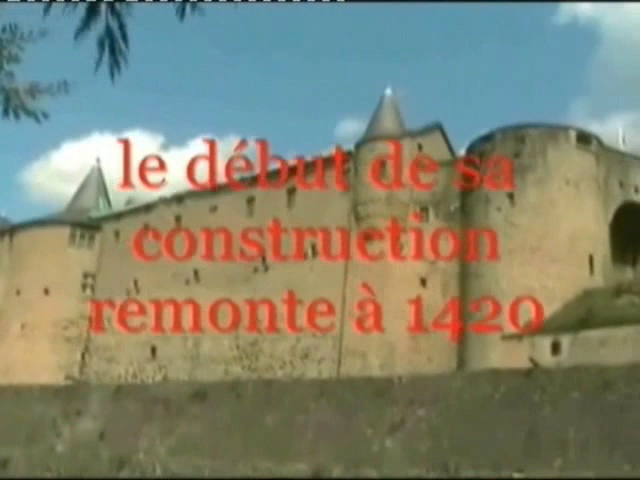 le début de sa
construction
remonte à 1420